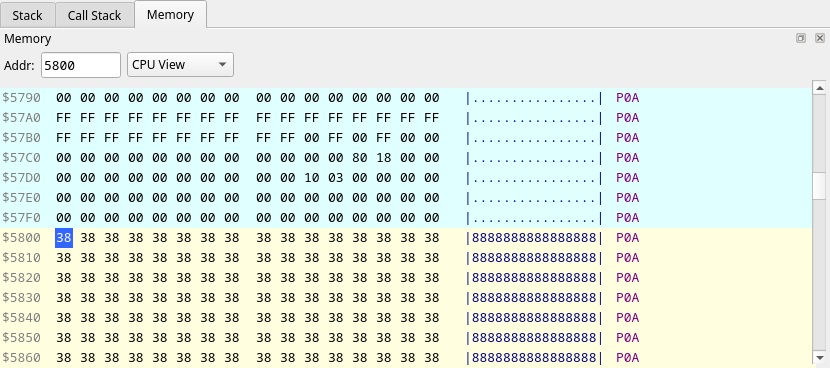 Stack Call Stack Memory
Memory
Addr: 5800 CPU View
$5790 00 00 00 00 00 00 00 00 00 00 00 00 00 00 00 00 |................| P0A
$57A0 FF FF FF FF FF FF FF FF FF FF FF FF FF FF FF FF |................| P0A
$57B0 FF FF FF FF FF FF FF FF FF FF 00 FF 00 FF 00 00 |................| P0A
$57C0 00 00 00 00 00 00 00 00 00 00 00 00 80 18 00 00 |................| P0A
$57D0 00 00 00 00 00 00 00 00 00 00 10 03 00 00 00 00 |................| P0A
$57E0 00 00 00 00 00 00 00 00 00 00 00 00 00 00 00 00 |................| P0A
$57F0 00 00 00 00 00 00 00 00 00 00 00 00 00 00 00 00 |................| P0A
$5800 38 38 38 38 38 38 38 38 38 38 38 38 38 38 38 38 |8888888888888888| P0A
$5810 38 38 38 38 38 38 38 38 38 38 38 38 38 38 38 38 |8888888888888888| P0A
$5820 38 38 38 38 38 38 38 38 38 38 38 38 38 38 38 38 |8888888888888888| P0A
$5830 38 38 38 38 38 38 38 38 38 38 38 38 38 38 38 38 |8888888888888888| P0A
$5840 38 38 38 38 38 38 38 38 38 38 38 38 38 38 38 38 |8888888888888888| P0A
$5850 38 38 38 38 38 38 38 38 38 38 38 38 38 38 38 38 |8888888888888888| P0A
$5860 38 38 38 38 38 38 38 38 38 38 38 38 38 38 38 38 |8888888888888888| P0A